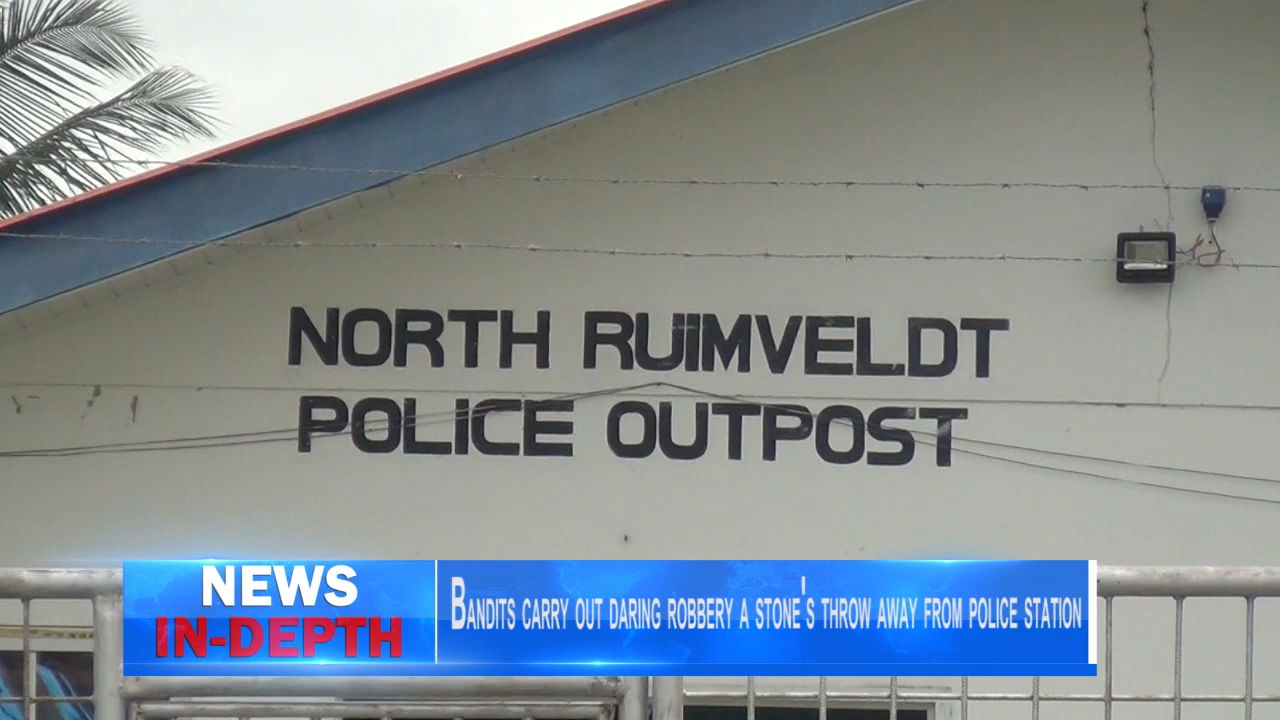 NORTH RUIMVELDT
POLICE OUTPOST
NEWS
IN-DEPTH
BANDITS CARRY OUT DARING ROBBERY A STONE'S THROW AWAY FROM POLICE STATION